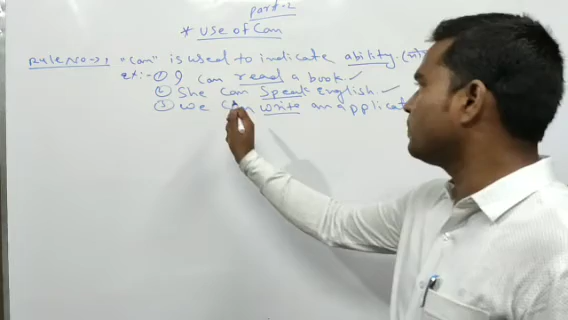 part-2
* Use of Can
Rule No-1 "Can" is used to indicate ability.
ex:- ① I can read a book. ✓
② She can speak english. ✓
③ we can write an applicat